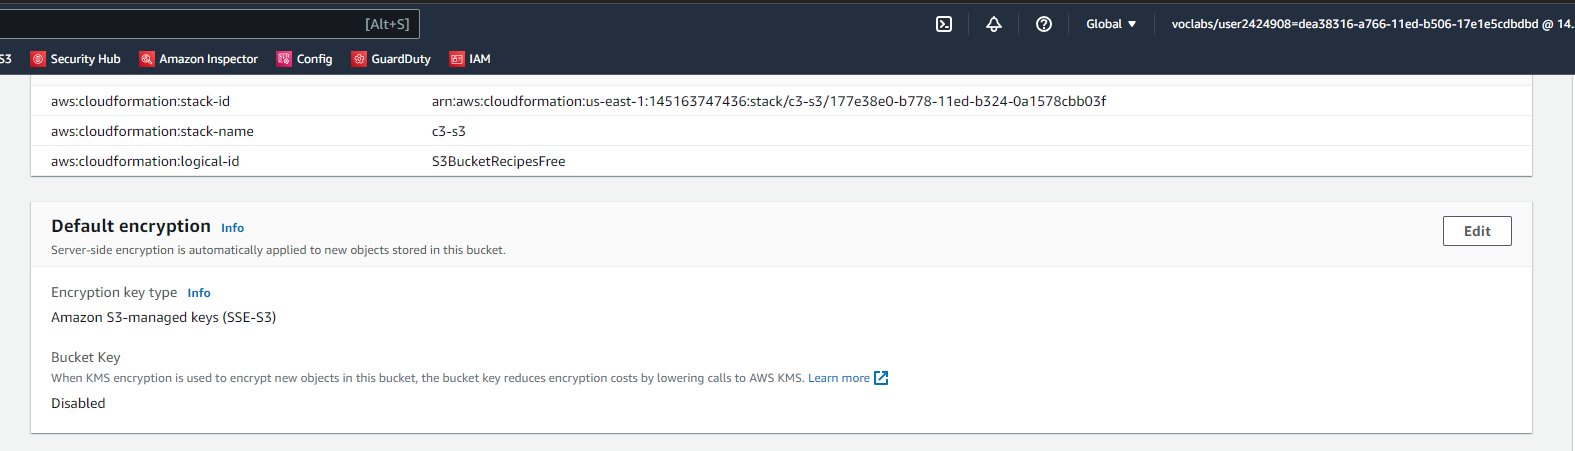 [Alt+S]
Global ▼
voclabs/user2424908=dea38316-a766-11ed-b506-17e1e5cdbdbd @ 14...
S3 Security Hub Amazon Inspector Config GuardDuty IAM
aws:cloudformation:stack-id arn:aws:cloudformation:us-east-1:145163747436:stack/c3-s3/177e38e0-b778-11ed-b324-0a1578cbb03f
aws:cloudformation:stack-name c3-s3
aws:cloudformation:logical-id S3BucketRecipesFree
Default encryption Info
Edit
Server-side encryption is automatically applied to new objects stored in this bucket.
Encryption key type Info
Amazon S3-managed keys (SSE-S3)
Bucket Key
When KMS encryption is used to encrypt new objects in this bucket, the bucket key reduces encryption costs by lowering calls to AWS KMS. Learn more
Disabled